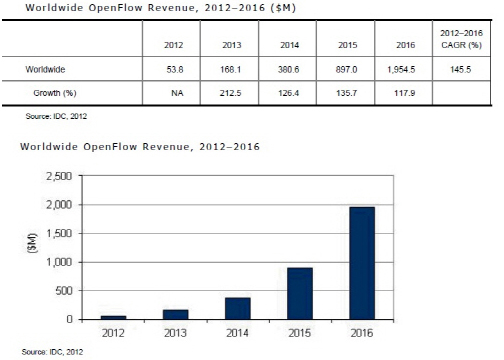 Worldwide OpenFlow Revenue, 2012–2016 ($M)
2012–2016
2012 2013 2014 2015 2016 CAGR (%)
Worldwide 53.8 168.1 380.6 897.0 1,954.5 145.5
Growth (%) NA 212.5 126.4 135.7 117.9
Source: IDC, 2012
Worldwide OpenFlow Revenue, 2012–2016
2,500
2,000
1,500
1,000
500
0
($M)
2012 2013 2014 2015 2016
Source: IDC, 2012